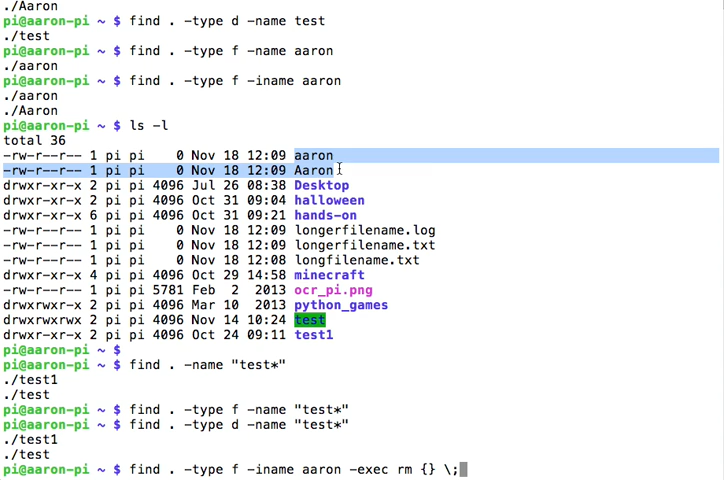 ./Aaron
pi@aaron-pi ~ $ find . -type d -name test
./test
pi@aaron-pi ~ $ find . -type f -name aaron
./aaron
pi@aaron-pi ~ $ find . -type f -iname aaron
./aaron
./Aaron
pi@aaron-pi ~ $ ls -l
total 36
-rw-r--r-- 1 pi pi    0 Nov 18 12:09 aaron
-rw-r--r-- 1 pi pi    0 Nov 18 12:09 Aaron
drwxr-xr-x 2 pi pi 4096 Jul 26 08:38 Desktop
drwxr-xr-x 2 pi pi 4096 Oct 31 09:04 halloween
drwxr-xr-x 6 pi pi 4096 Oct 31 09:21 hands-on
-rw-r--r-- 1 pi pi    0 Nov 18 12:09 longerfilename.log
-rw-r--r-- 1 pi pi    0 Nov 18 12:09 longerfilename.txt
-rw-r--r-- 1 pi pi    0 Nov 18 12:08 longfilename.txt
drwxr-xr-x 4 pi pi 4096 Oct 29 14:58 minecraft
-rw-r--r-- 1 pi pi 5781 Feb  2  2013 ocr_pi.png
drwxrwxr-x 2 pi pi 4096 Mar 10  2013 python_games
drwxrwxrwx 2 pi pi 4096 Nov 14 10:24 test
drwxr-xr-x 2 pi pi 4096 Oct 24 09:11 test1
pi@aaron-pi ~ $
pi@aaron-pi ~ $ find . -name "test*"
./test1
./test
pi@aaron-pi ~ $ find . -type f -name "test*"
pi@aaron-pi ~ $ find . -type d -name "test*"
./test1
./test
pi@aaron-pi ~ $ find . -type f -iname aaron -exec rm {} \;